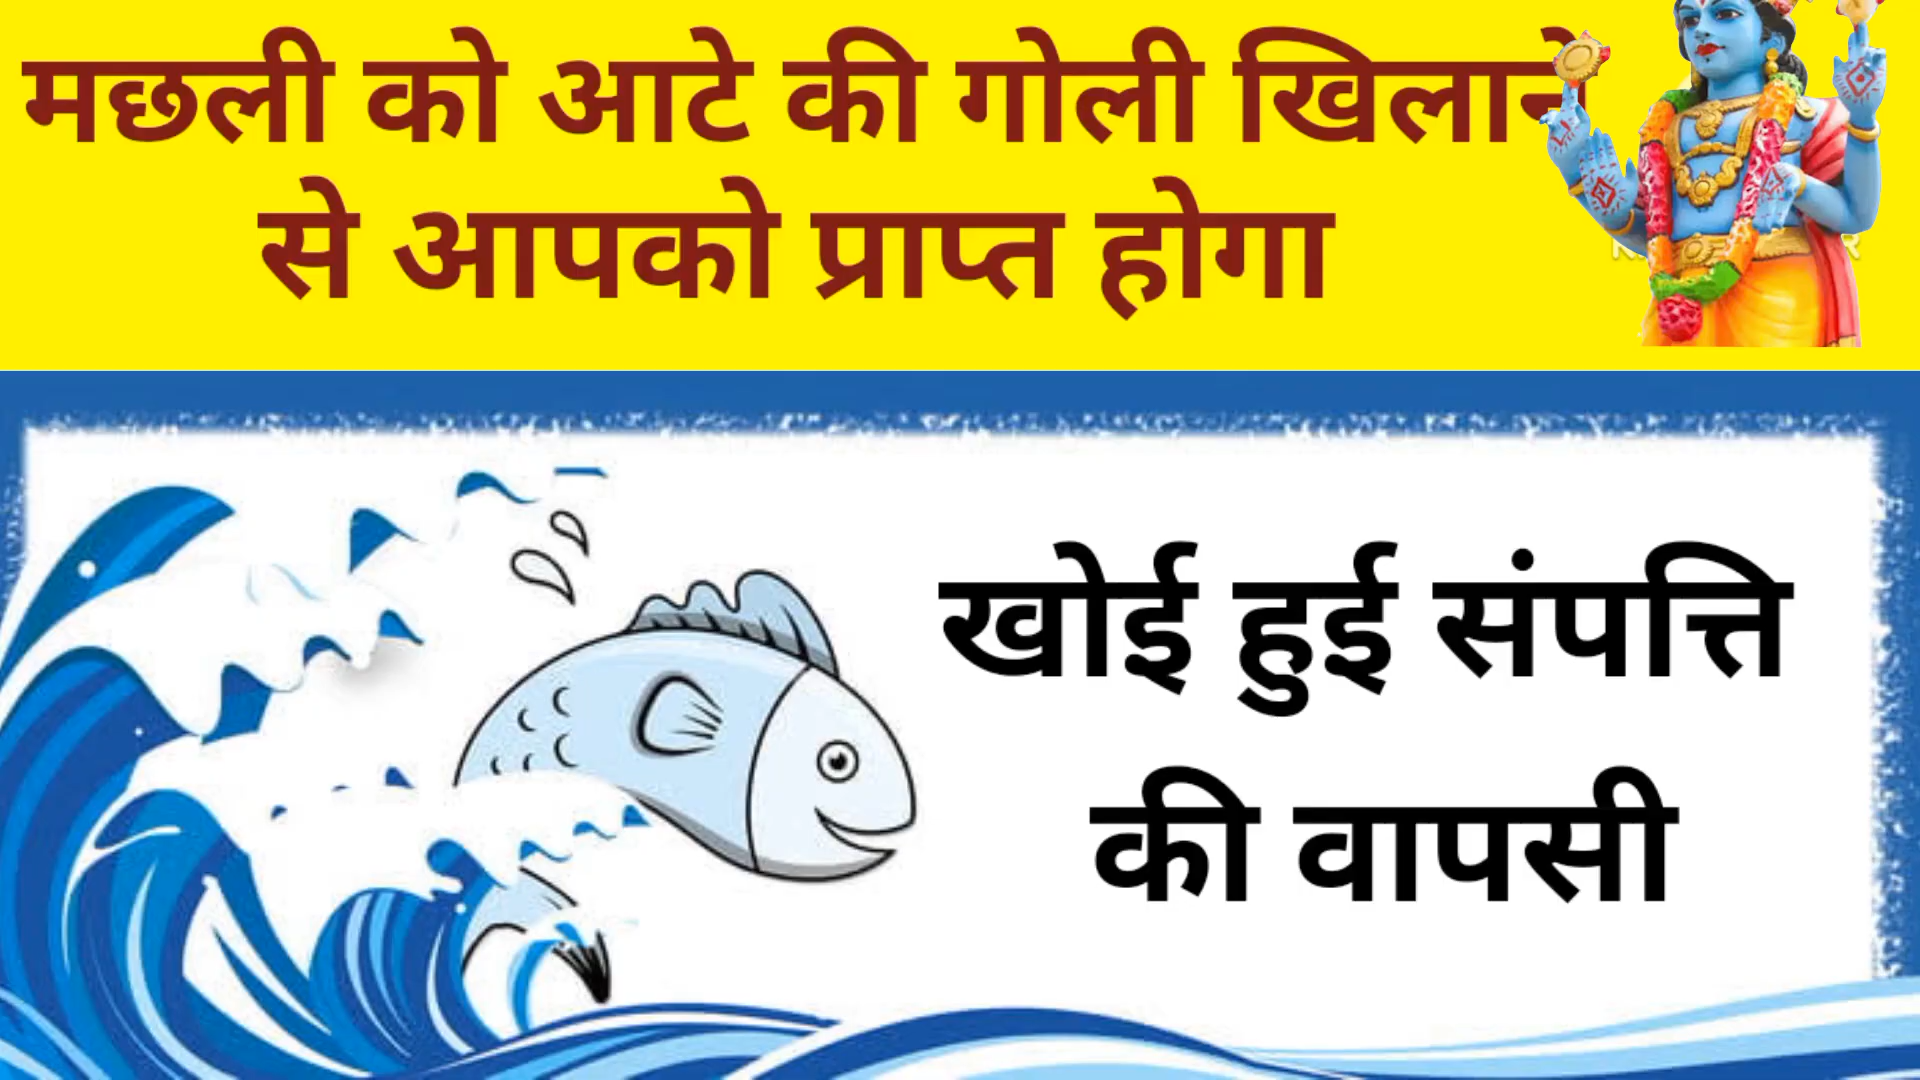 मछली को आटे की गोली खिलाने
से आपको प्राप्त होगा
खोई हुई संपत्ति
की वापसी